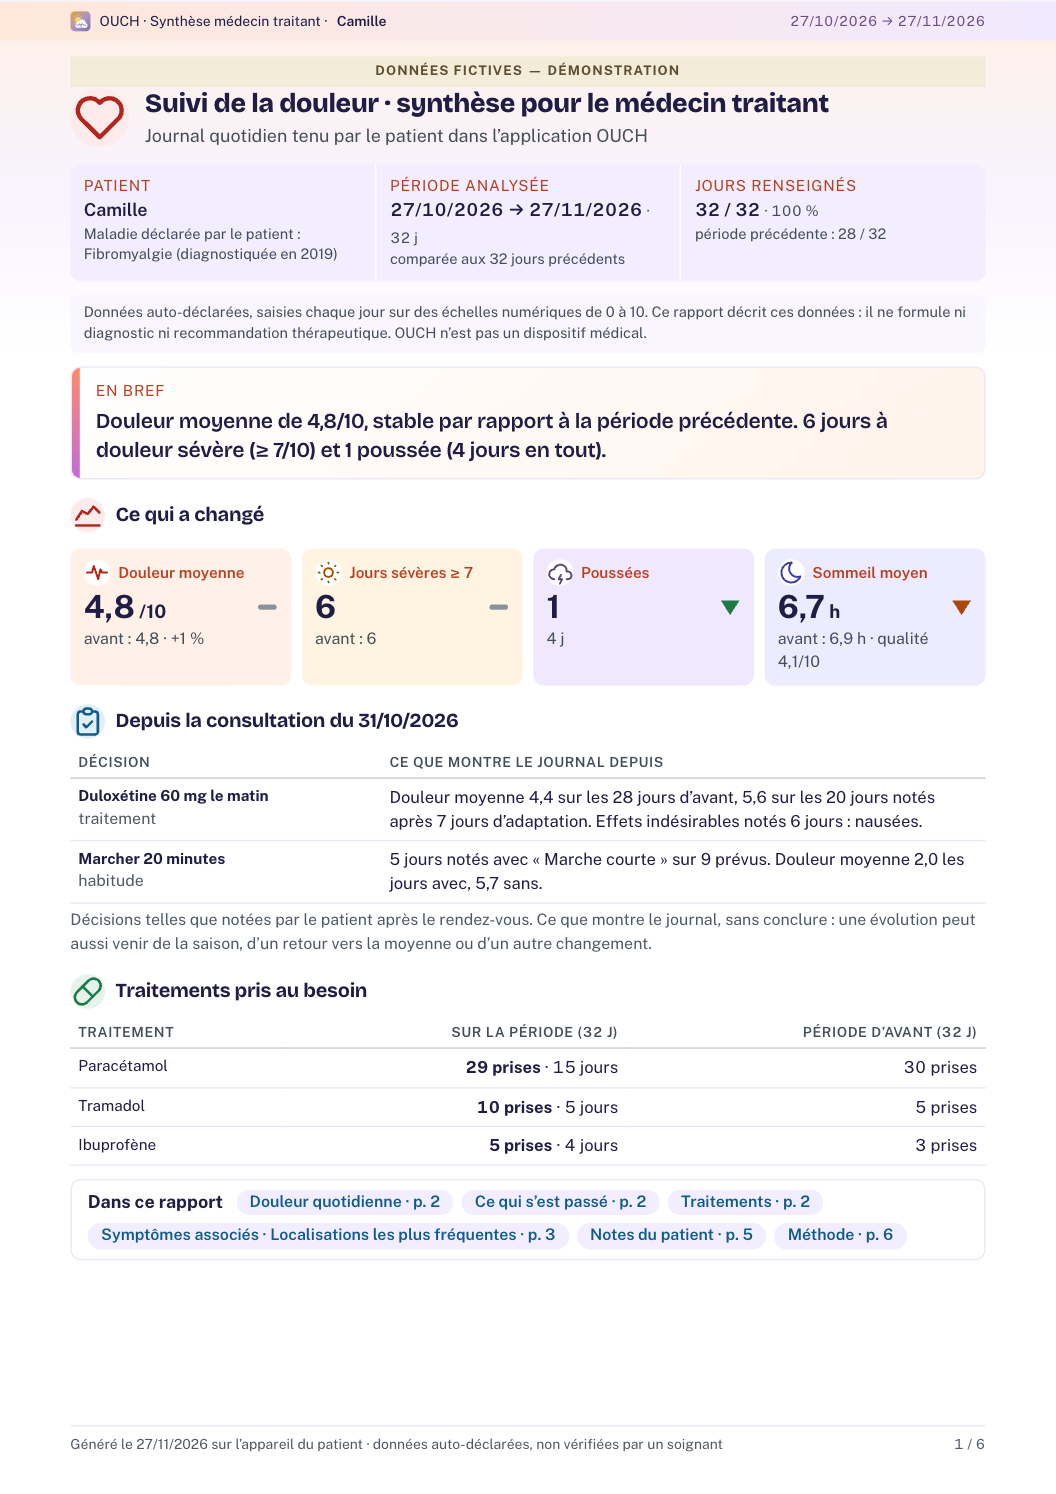 OUCH · Synthèse médecin traitant · Camille
27/10/2026 → 27/11/2026
DONNÉES FICTIVES — DÉMONSTRATION
Suivi de la douleur · synthèse pour le médecin traitant
Journal quotidien tenu par le patient dans l’application OUCH
PATIENT
Camille
Maladie déclarée par le patient :
Fibromyalgie (diagnostiquée en 2019)
PÉRIODE ANALYSÉE
27/10/2026 → 27/11/2026 ·
32 j
comparée aux 32 jours précédents
JOURS RENSEIGNÉS
32 / 32 · 100 %
période précédente : 28 / 32
Données auto-déclarées, saisies chaque jour sur des échelles numériques de 0 à 10. Ce rapport décrit ces données : il ne formule ni
diagnostic ni recommandation thérapeutique. OUCH n’est pas un dispositif médical.
EN BREF
Douleur moyenne de 4,8/10, stable par rapport à la période précédente. 6 jours à
douleur sévère (≥ 7/10) et 1 poussée (4 jours en tout).
Ce qui a changé
Douleur moyenne
4,8 /10
avant : 4,8 · +1 %
Jours sévères ≥ 7
6
avant : 6
Poussées
1
4 j
Sommeil moyen
6,7 h
avant : 6,9 h · qualité
4,1/10
Depuis la consultation du 31/10/2026
DÉCISION
CE QUE MONTRE LE JOURNAL DEPUIS
Duloxétine 60 mg le matin
traitement
Douleur moyenne 4,4 sur les 28 jours d’avant, 5,6 sur les 20 jours notés
après 7 jours d’adaptation. Effets indésirables notés 6 jours : nausées.
Marcher 20 minutes
habitude
5 jours notés avec « Marche courte » sur 9 prévus. Douleur moyenne 2,0 les
jours avec, 5,7 sans.
Décisions telles que notées par le patient après le rendez-vous. Ce que montre le journal, sans conclure : une évolution peut
aussi venir de la saison, d’un retour vers la moyenne ou d’un autre changement.
Traitements pris au besoin
TRAITEMENT
SUR LA PÉRIODE (32 J)
PÉRIODE D’AVANT (32 J)
Paracétamol
29 prises · 15 jours
30 prises
Tramadol
10 prises · 5 jours
5 prises
Ibuprofène
5 prises · 4 jours
3 prises
Dans ce rapport
Douleur quotidienne · p. 2
Ce qui s’est passé · p. 2
Traitements · p. 2
Symptômes associés · Localisations les plus fréquentes · p. 3
Notes du patient · p. 5
Méthode · p. 6
Généré le 27/11/2026 sur l’appareil du patient · données auto-déclarées, non vérifiées par un soignant
1 / 6